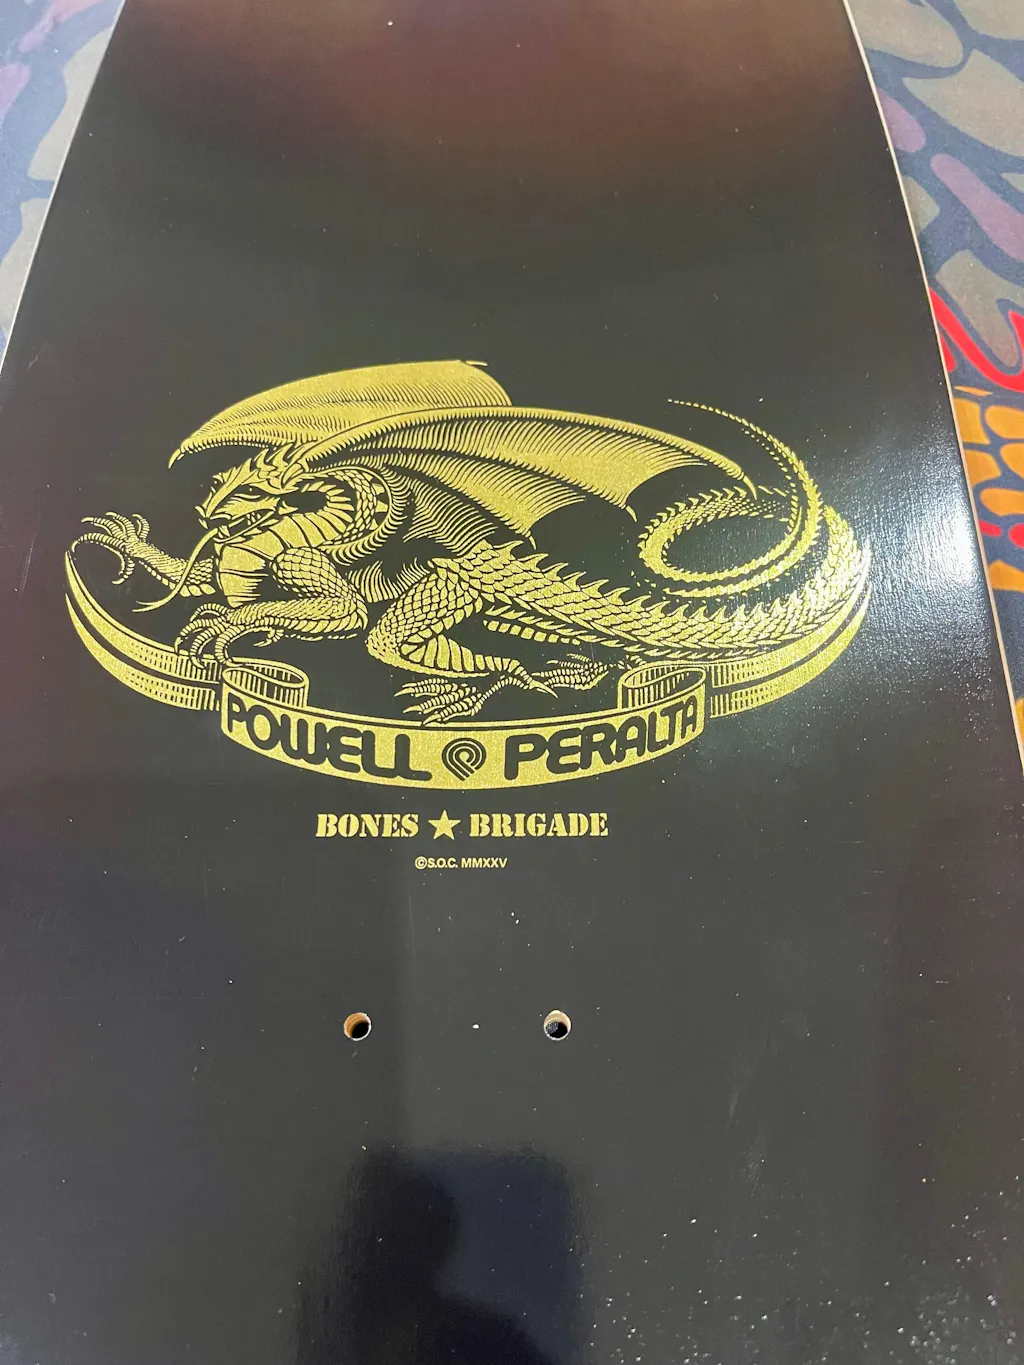 POWELL PERALTA
BONES ★ BRIGADE
©S.O.C. MMXXV